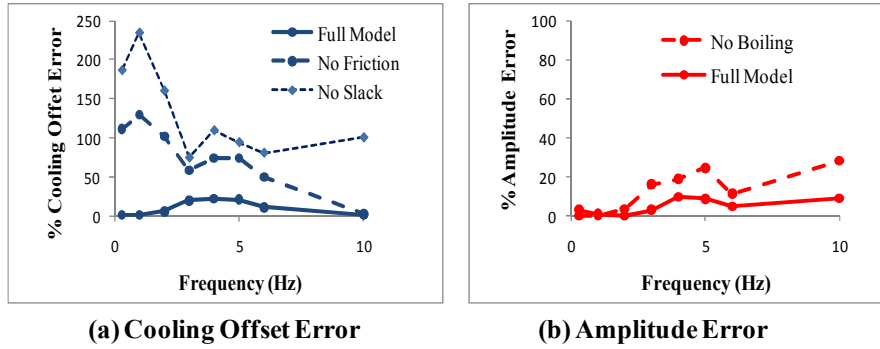 % Cooling Offet Error
250
200
150
100
50
0
0
5
10
Frequency (Hz)
Full Model
No Friction
No Slack
(a) Cooling Offset Error
% Amplitude Error
100
80
60
40
20
0
0
5
10
Frequency (Hz)
No Boiling
Full Model
(b) Amplitude Error